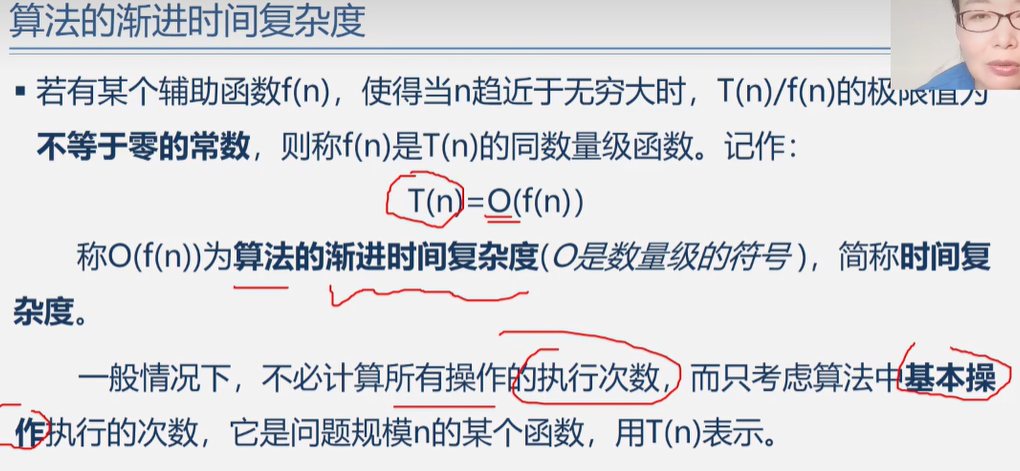 算法的渐进时间复杂度
▪ 若有某个辅助函数f(n)，使得当n趋近于无穷大时，T(n)/f(n)的极限值为
不等于零的常数，则称f(n)是T(n)的同数量级函数。记作：
T(n)=O(f(n))
称O(f(n))为算法的渐进时间复杂度(O是数量级的符号 )，简称时间复
杂度。
一般情况下，不必计算所有操作的执行次数，而只考虑算法中基本操
作执行的次数，它是问题规模n的某个函数，用T(n)表示。